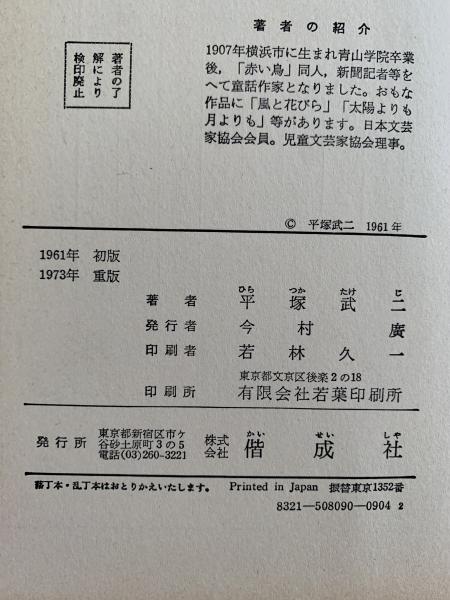 著者の紹介
1907年横浜市に生まれ青山学院卒業
後，「赤い鳥」同人，新聞記者等を
へて童話作家となりました。おもな
作品に「風と花びら」「太陽よりも
月よりも」等があります。日本文芸
家協会会員。児童文芸家協会理事。
著者の了
解により
検印廃止
© 平塚武二 1961年
1961年 初版
1973年 重版
著者 平塚武二
ひら つか たけ じ
発行者 今村廣
印刷者 若林久一
東京都文京区後楽2の18
印刷所 有限会社若葉印刷所
発行所
東京都新宿区市ケ
谷砂土原町3の5
電話(03)260-3221
株式
会社
偕成社
かい せい しや
落丁本・乱丁本はおとりかえいたします。 Printed in Japan 振替東京1352番
8321-508090-0904 2